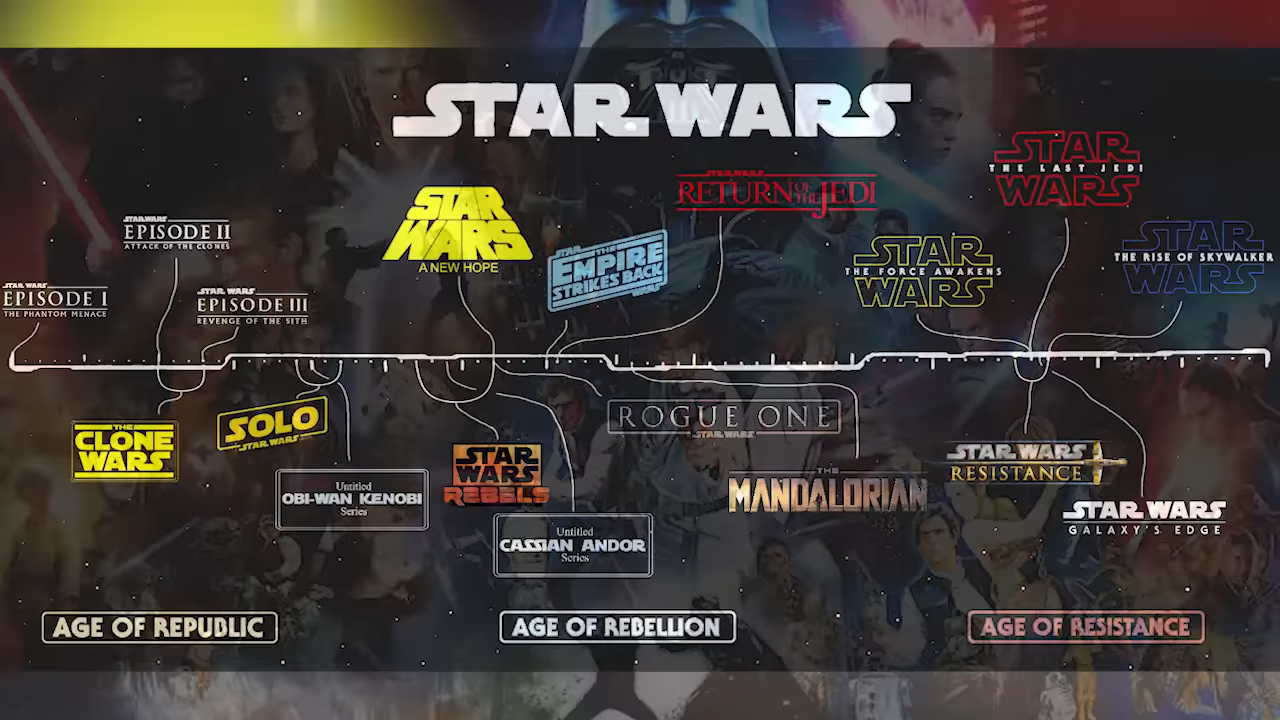 STAR WARS
STAR WARS
THE LAST JEDI
STAR WARS
RETURN OF THE JEDI
STAR WARS
A NEW HOPE
STAR WARS
EPISODE II
ATTACK OF THE CLONES
STAR WARS
THE EMPIRE STRIKES BACK
STAR
THE RISE OF SKYWALKER
WARS
STAR
THE FORCE AWAKENS
WARS
STAR WARS
EPISODE I
THE PHANTOM MENACE
STAR WARS
EPISODE III
REVENGE OF THE SITH
THE
CLONE
WARS
SOLO
A STAR WARS
ROGUE ONE
A STAR WARS
STAR
WARS
REBELS
Untitled
OBI-WAN KENOBI
Series
Untitled
CASSIAN ANDOR
Series
THE
MANDALORIAN
STAR WARS
RESISTANCE
STAR WARS
GALAXY'S EDGE
AGE OF REPUBLIC
AGE OF REBELLION
AGE OF RESISTANCE